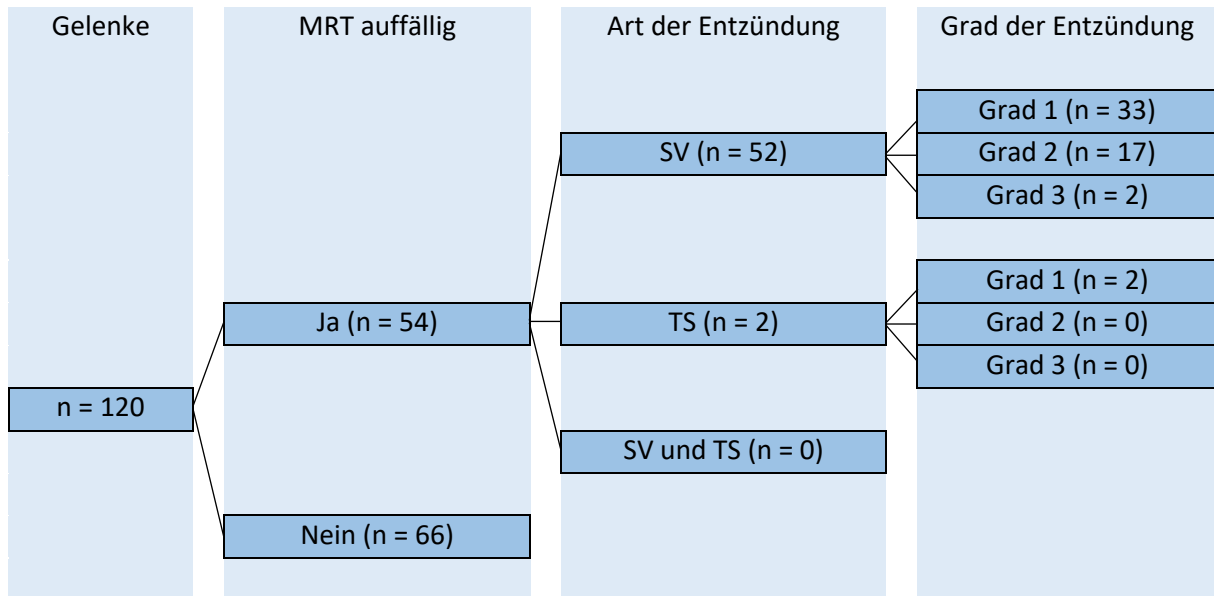 Gelenke
MRT auffällig
Art der Entzündung
Grad der Entzündung
n = 120
Ja (n = 54)
Nein (n = 66)
SV (n = 52)
TS (n = 2)
SV und TS (n = 0)
Grad 1 (n = 33)
Grad 2 (n = 17)
Grad 3 (n = 2)
Grad 1 (n = 2)
Grad 2 (n = 0)
Grad 3 (n = 0)